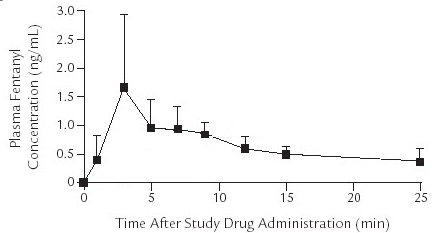 Plasma Fentanyl
Concentration (ng/mL)
3.0
2.5
2.0
1.5
1.0
0.5
0
0 5 10 15 20 25
Time After Study Drug Administration (min)